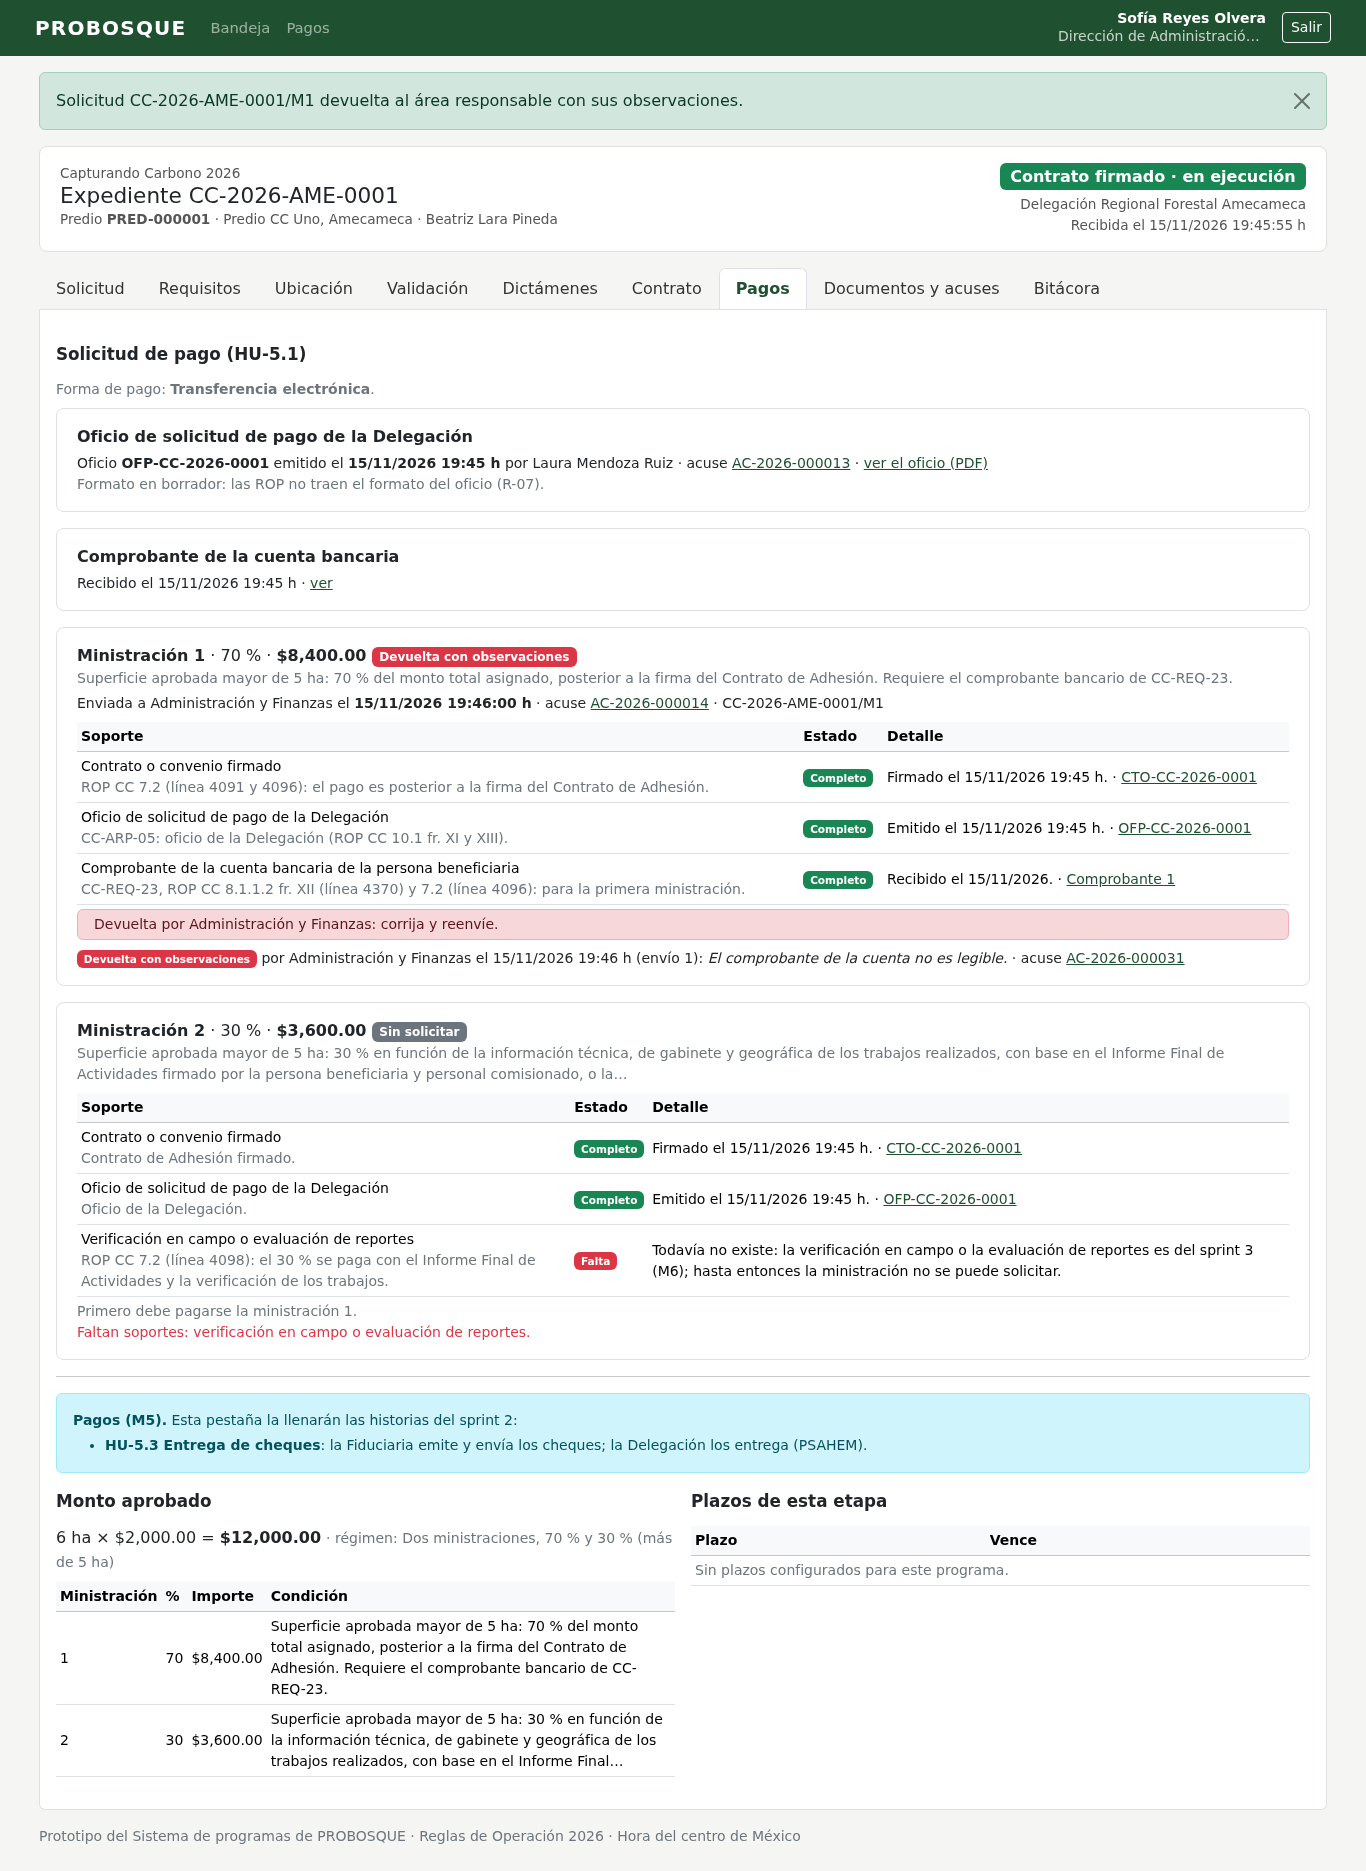 PROBOSQUE Bandeja Pagos
Sofía Reyes Olvera
Dirección de Administració…
Salir
Solicitud CC-2026-AME-0001/M1 devuelta al área responsable con sus observaciones.
Capturando Carbono 2026
Expediente CC-2026-AME-0001
Predio PRED-000001 · Predio CC Uno, Amecameca · Beatriz Lara Pineda
Contrato firmado · en ejecución
Delegación Regional Forestal Amecameca
Recibida el 15/11/2026 19:45:55 h
Solicitud Requisitos Ubicación Validación Dictámenes Contrato Pagos Documentos y acuses Bitácora
Solicitud de pago (HU-5.1)
Forma de pago: Transferencia electrónica.
Oficio de solicitud de pago de la Delegación
Oficio OFP-CC-2026-0001 emitido el 15/11/2026 19:45 h por Laura Mendoza Ruiz · acuse AC-2026-000013 · ver el oficio (PDF)
Formato en borrador: las ROP no traen el formato del oficio (R-07).
Comprobante de la cuenta bancaria
Recibido el 15/11/2026 19:45 h · ver
Ministración 1 · 70 % · $8,400.00 Devuelta con observaciones
Superficie aprobada mayor de 5 ha: 70 % del monto total asignado, posterior a la firma del Contrato de Adhesión. Requiere el comprobante bancario de CC-REQ-23.
Enviada a Administración y Finanzas el 15/11/2026 19:46:00 h · acuse AC-2026-000014 · CC-2026-AME-0001/M1
Soporte Estado Detalle
Contrato o convenio firmado
ROP CC 7.2 (línea 4091 y 4096): el pago es posterior a la firma del Contrato de Adhesión.
Completo Firmado el 15/11/2026 19:45 h. · CTO-CC-2026-0001
Oficio de solicitud de pago de la Delegación
CC-ARP-05: oficio de la Delegación (ROP CC 10.1 fr. XI y XIII).
Completo Emitido el 15/11/2026 19:45 h. · OFP-CC-2026-0001
Comprobante de la cuenta bancaria de la persona beneficiaria
CC-REQ-23, ROP CC 8.1.1.2 fr. XII (línea 4370) y 7.2 (línea 4096): para la primera ministración.
Completo Recibido el 15/11/2026. · Comprobante 1
Devuelta por Administración y Finanzas: corrija y reenvíe.
Devuelta con observaciones por Administración y Finanzas el 15/11/2026 19:46 h (envío 1): El comprobante de la cuenta no es legible. · acuse AC-2026-000031
Ministración 2 · 30 % · $3,600.00 Sin solicitar
Superficie aprobada mayor de 5 ha: 30 % en función de la información técnica, de gabinete y geográfica de los trabajos realizados, con base en el Informe Final de
Actividades firmado por la persona beneficiaria y personal comisionado, o la…
Soporte Estado Detalle
Contrato o convenio firmado
Contrato de Adhesión firmado.
Completo Firmado el 15/11/2026 19:45 h. · CTO-CC-2026-0001
Oficio de solicitud de pago de la Delegación
Oficio de la Delegación.
Completo Emitido el 15/11/2026 19:45 h. · OFP-CC-2026-0001
Verificación en campo o evaluación de reportes
ROP CC 7.2 (línea 4098): el 30 % se paga con el Informe Final de
Actividades y la verificación de los trabajos.
Falta
Todavía no existe: la verificación en campo o la evaluación de reportes es del sprint 3
(M6); hasta entonces la ministración no se puede solicitar.
Primero debe pagarse la ministración 1.
Faltan soportes: verificación en campo o evaluación de reportes.
Pagos (M5). Esta pestaña la llenarán las historias del sprint 2:
• HU-5.3 Entrega de cheques: la Fiduciaria emite y envía los cheques; la Delegación los entrega (PSAHEM).
Monto aprobado
6 ha × $2,000.00 = $12,000.00 · régimen: Dos ministraciones, 70 % y 30 % (más
de 5 ha)
Ministración % Importe Condición
1 70 $8,400.00
Superficie aprobada mayor de 5 ha: 70 % del monto
total asignado, posterior a la firma del Contrato de
Adhesión. Requiere el comprobante bancario de CC-
REQ-23.
2 30 $3,600.00
Superficie aprobada mayor de 5 ha: 30 % en función de
la información técnica, de gabinete y geográfica de los
trabajos realizados, con base en el Informe Final…
Plazos de esta etapa
Plazo Vence
Sin plazos configurados para este programa.
Prototipo del Sistema de programas de PROBOSQUE · Reglas de Operación 2026 · Hora del centro de México